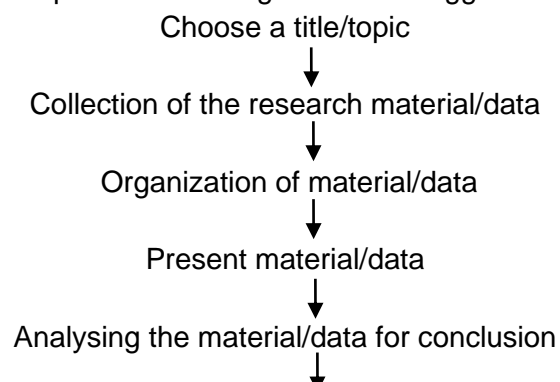 Choose a title/topic
Collection of the research material/data
Organization of material/data
Present material/data
Analysing the material/data for conclusion